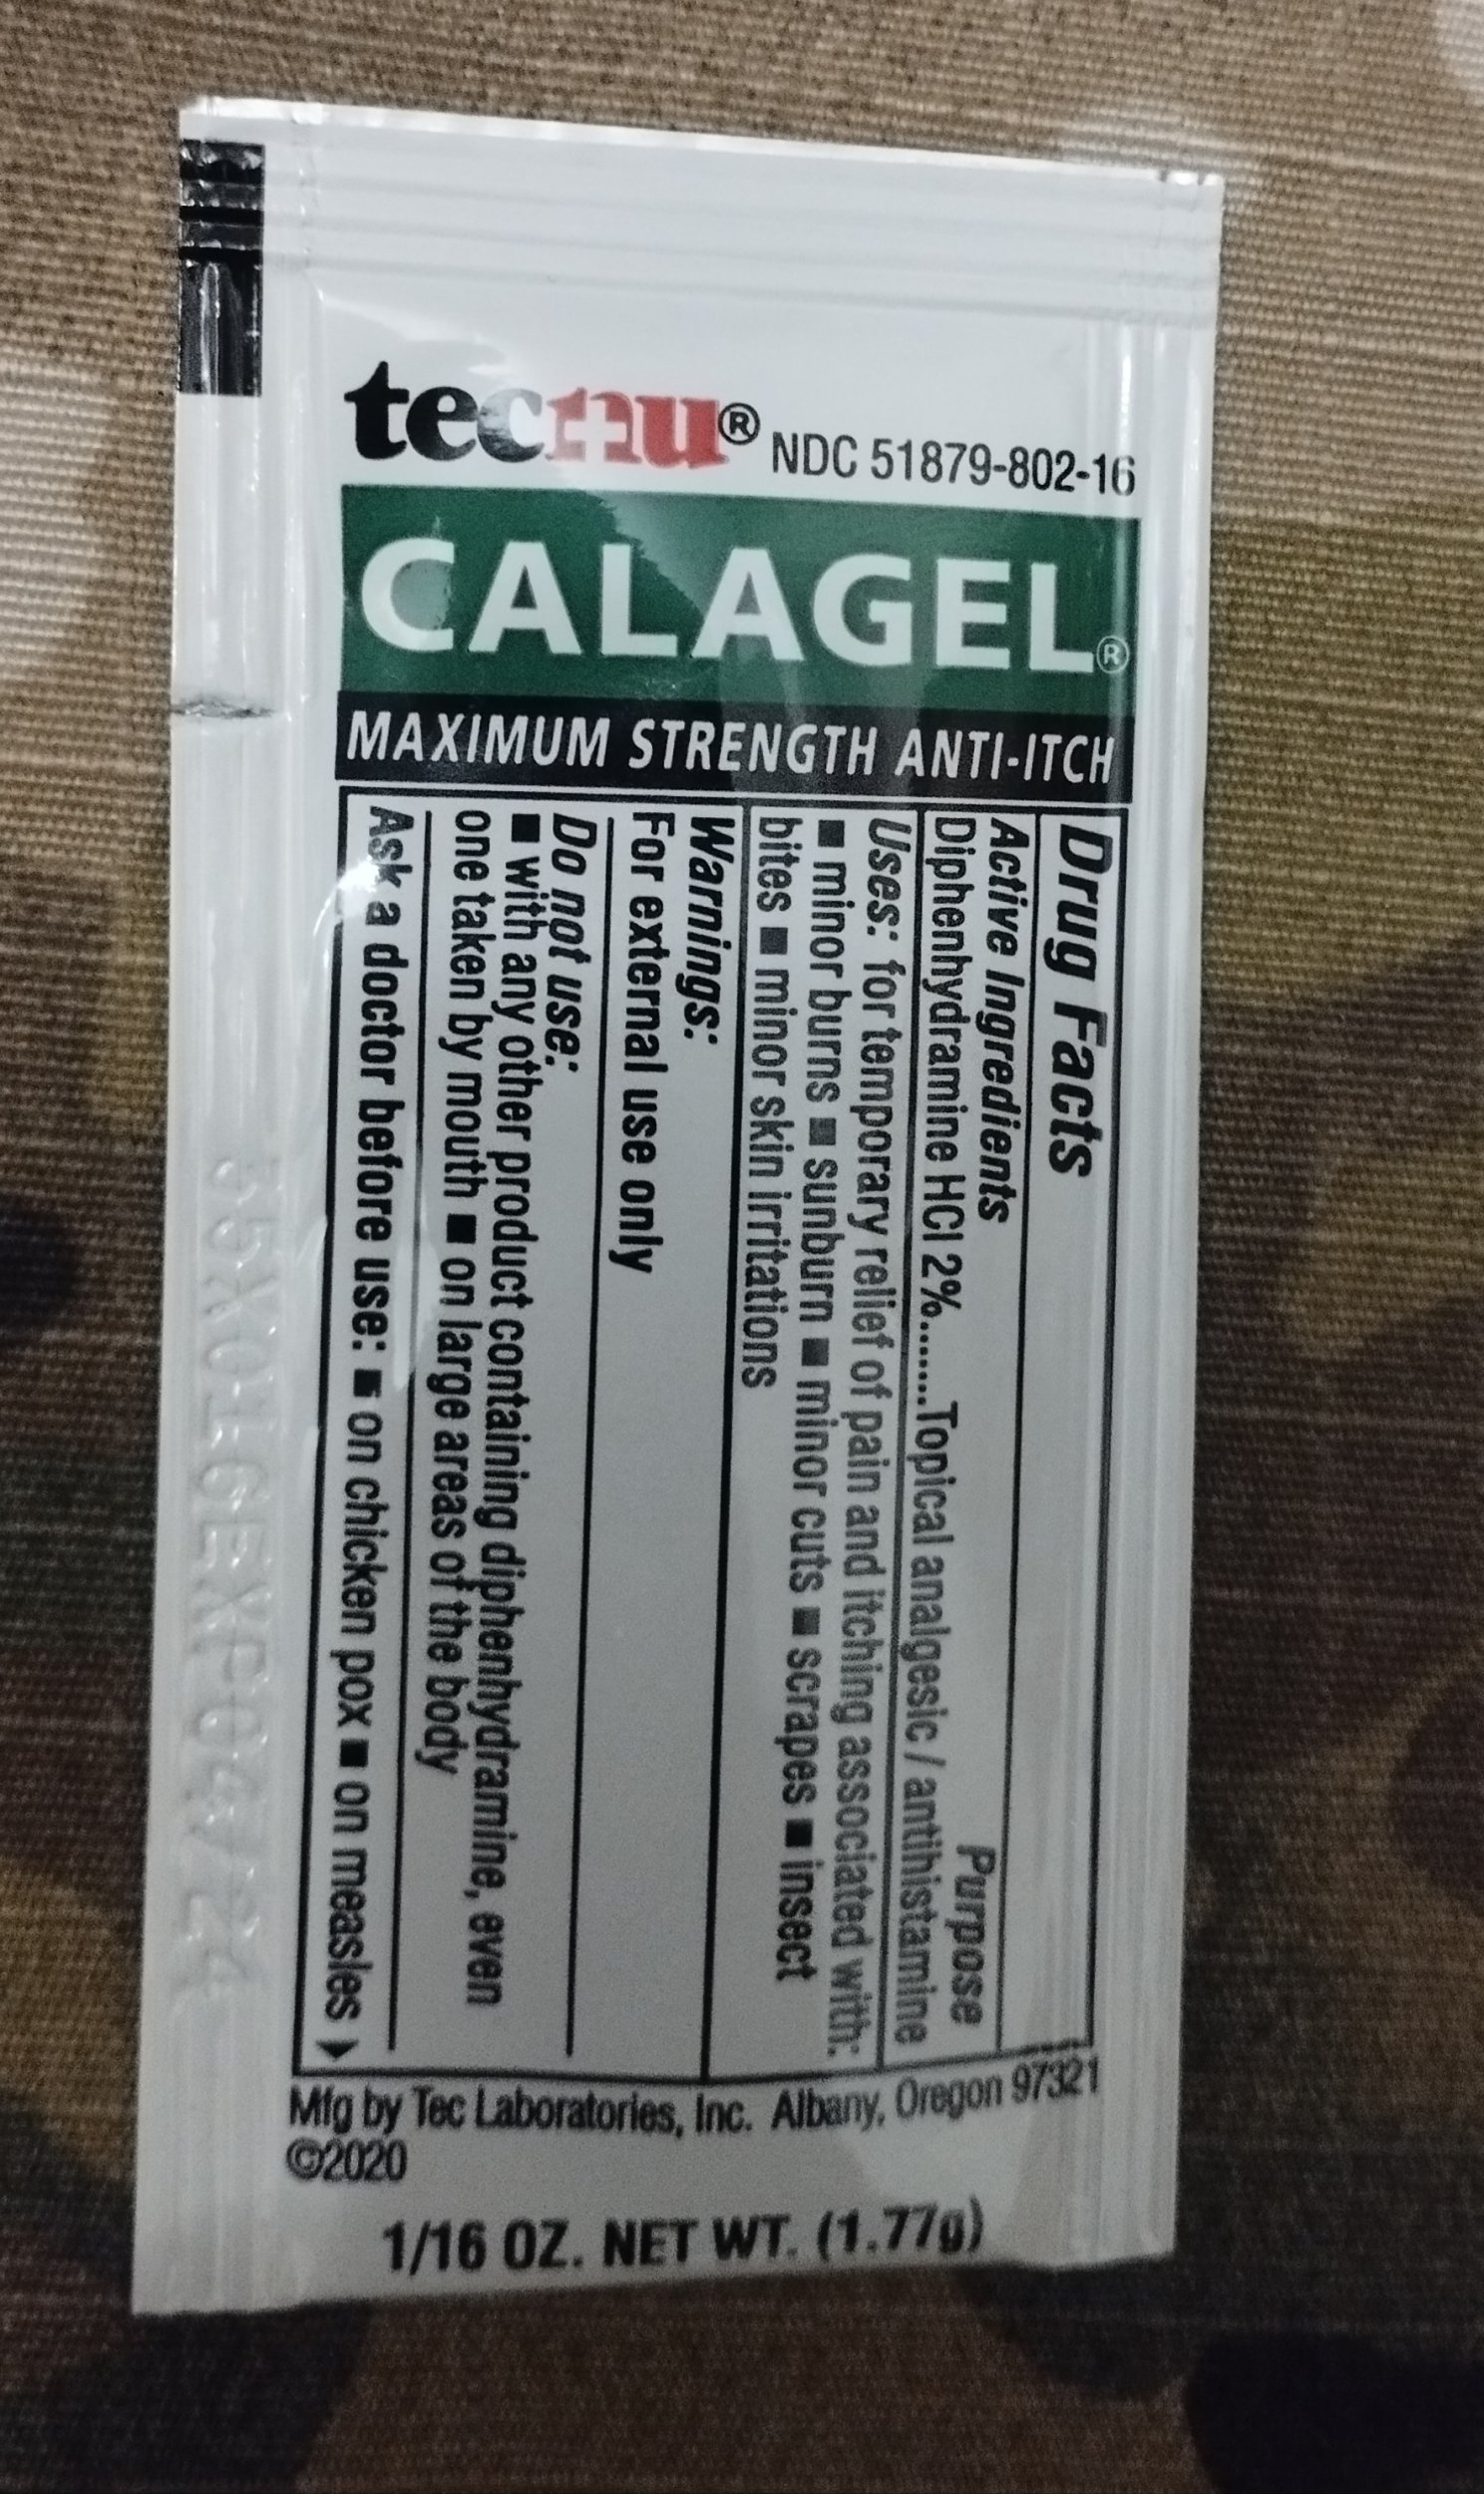 tecnu® NDC 51879-802-16
CALAGEL®
MAXIMUM STRENGTH ANTI-ITCH
Drug Facts
Active Ingredients Purpose
Diphenhydramine HCl 2%.......Topical analgesic / antihistamine
Uses: for temporary relief of pain and itching associated with:
■ minor burns ■ sunburn ■ minor cuts ■ scrapes ■ insect
bites ■ minor skin irritations
Warnings:
For external use only
Do not use:
■ with any other product containing diphenhydramine, even
one taken by mouth ■ on large areas of the body
Ask a doctor before use: ■ on chicken pox ■ on measles ▶
Mfg by Tec Laboratories, Inc. Albany, Oregon 97321
©2020
1/16 OZ. NET WT. (1.77g)